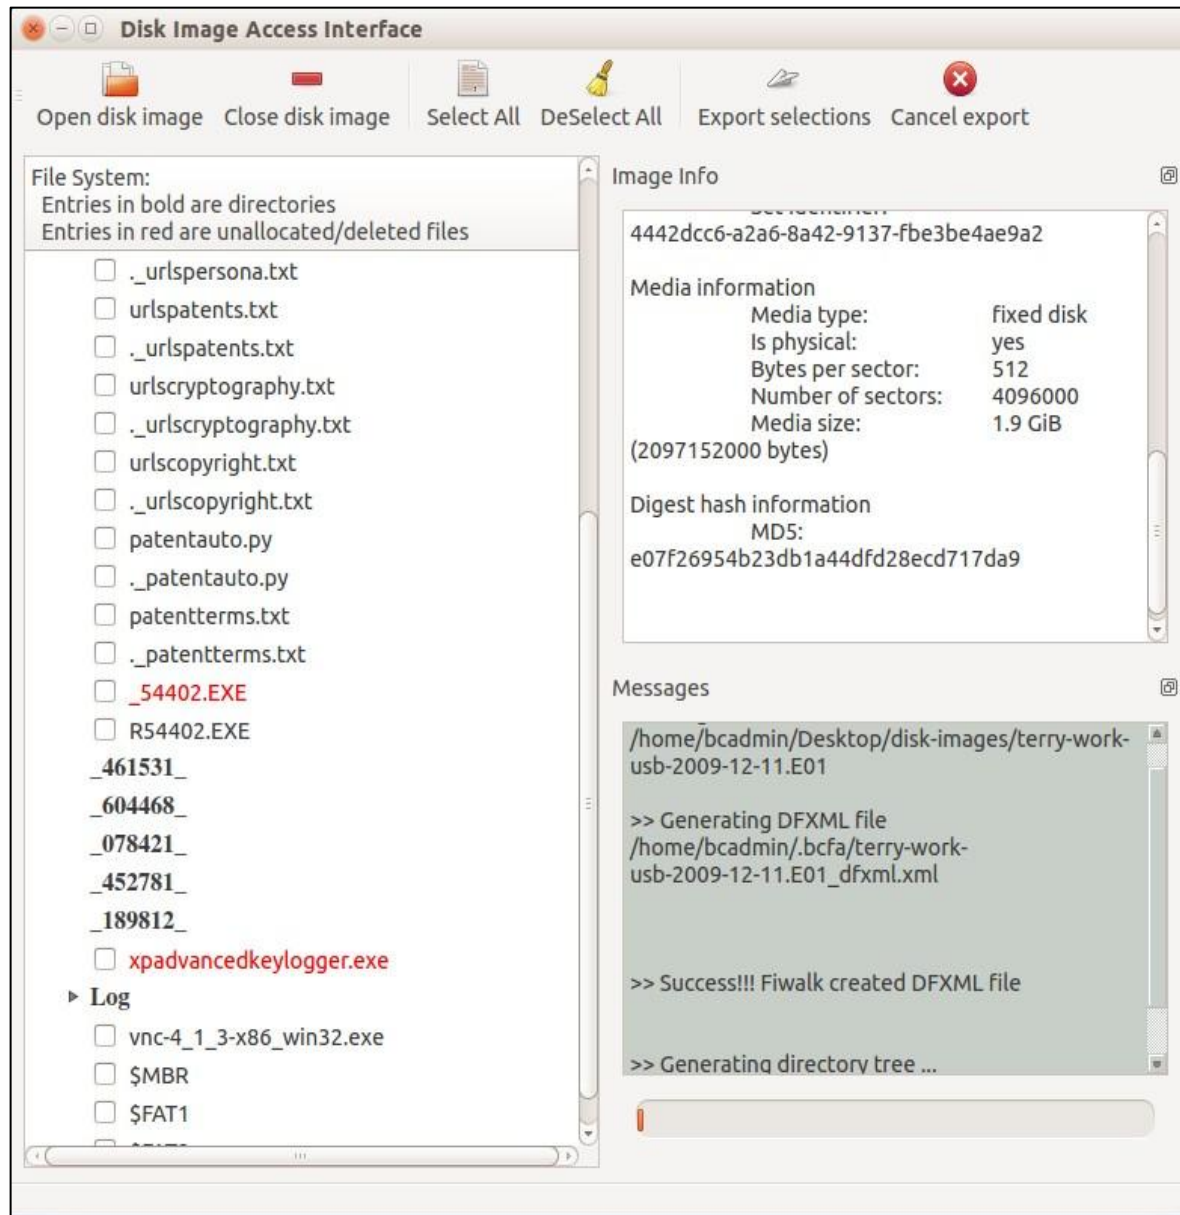 Disk Image Access Interface
Open disk image Close disk image Select All DeSelect All Export selections Cancel export
File System:
Entries in bold are directories
Entries in red are unallocated/deleted files
._urlspersona.txt
urlspatents.txt
._urlspatents.txt
urlscryptography.txt
._urlscryptography.txt
urlscopyright.txt
._urlscopyright.txt
patentauto.py
._patentauto.py
patentterms.txt
._patentterms.txt
_54402.EXE
R54402.EXE
_461531_
_604468_
_078421_
_452781_
_189812_
xpadvancedkeylogger.exe
Log
vnc-4_1_3-x86_win32.exe
$MBR
$FAT1
Image Info
Set identifier:
4442dcc6-a2a6-8a42-9137-fbe3be4ae9a2
Media information
Media type: fixed disk
Is physical: yes
Bytes per sector: 512
Number of sectors: 4096000
Media size: 1.9 GiB
(2097152000 bytes)
Digest hash information
MD5:
e07f26954b23db1a44dfd28ecd717da9
Messages
/home/bcadmin/Desktop/disk-images/terry-work-
usb-2009-12-11.E01
>> Generating DFXML file
/home/bcadmin/.bcfa/terry-work-
usb-2009-12-11.E01_dfxml.xml
>> Success!!! Fiwalk created DFXML file
>> Generating directory tree ...